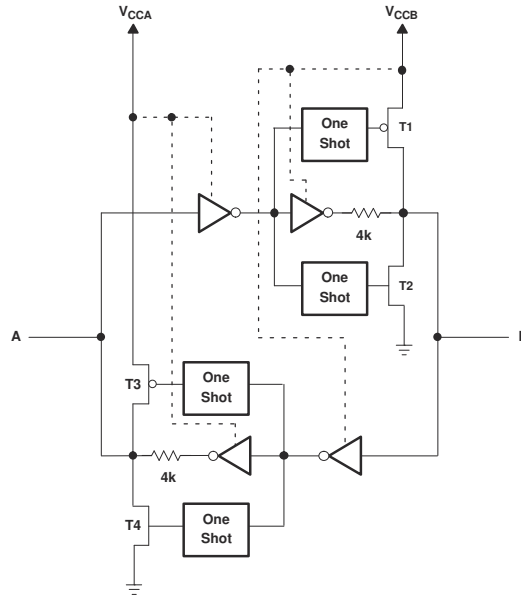 VCCA VCCB
One
Shot
T1
4k
One
Shot
T2
A
T3
One
Shot
4k
T4
One
Shot